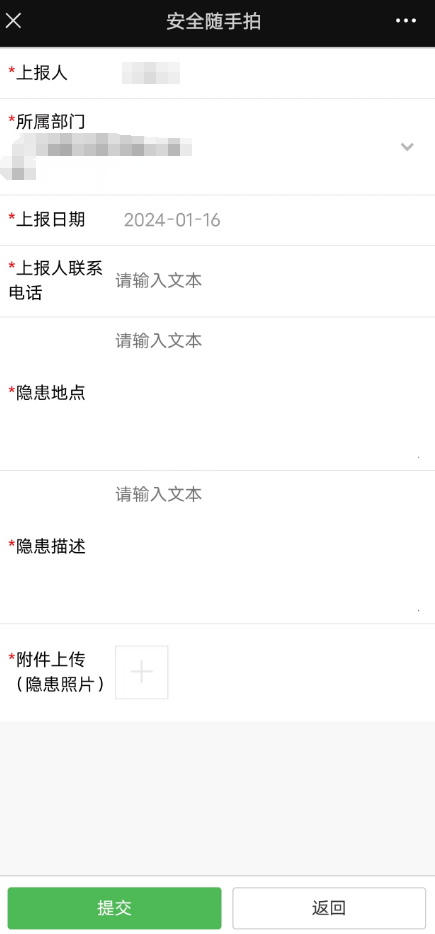 安全随手拍
*上报人
*所属部门
*上报日期 2024-01-16
*上报人联系
电话
请输入文本
请输入文本
*隐患地点
请输入文本
*隐患描述
*附件上传
（隐患照片）
提交 返回